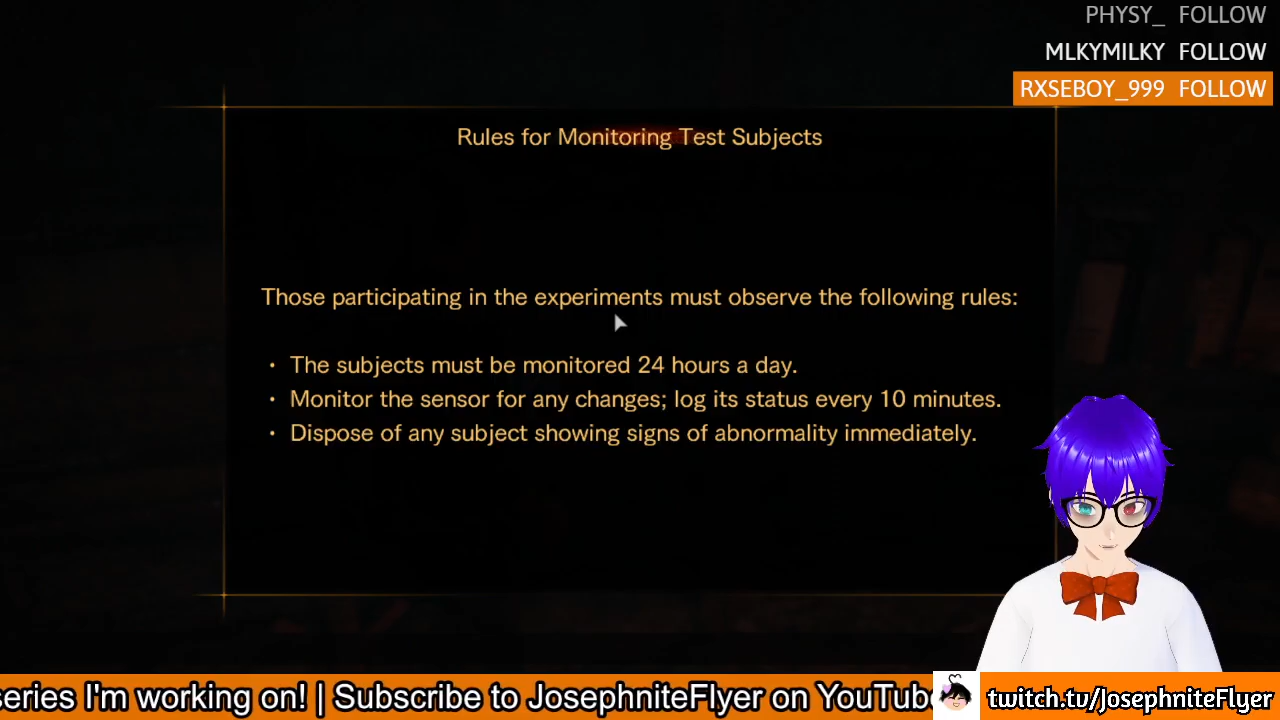 PHYSY_ FOLLOW
MLKYMILKY FOLLOW
RXSEBOY_999 FOLLOW
Rules for Monitoring Test Subjects
Those participating in the experiments must observe the following rules:
・ The subjects must be monitored 24 hours a day.
・ Monitor the sensor for any changes; log its status every 10 minutes.
・ Dispose of any subject showing signs of abnormality immediately.
series I'm working on! | Subscribe to JosephniteFlyer on YouTube
twitch.tv/JosephniteFlyer